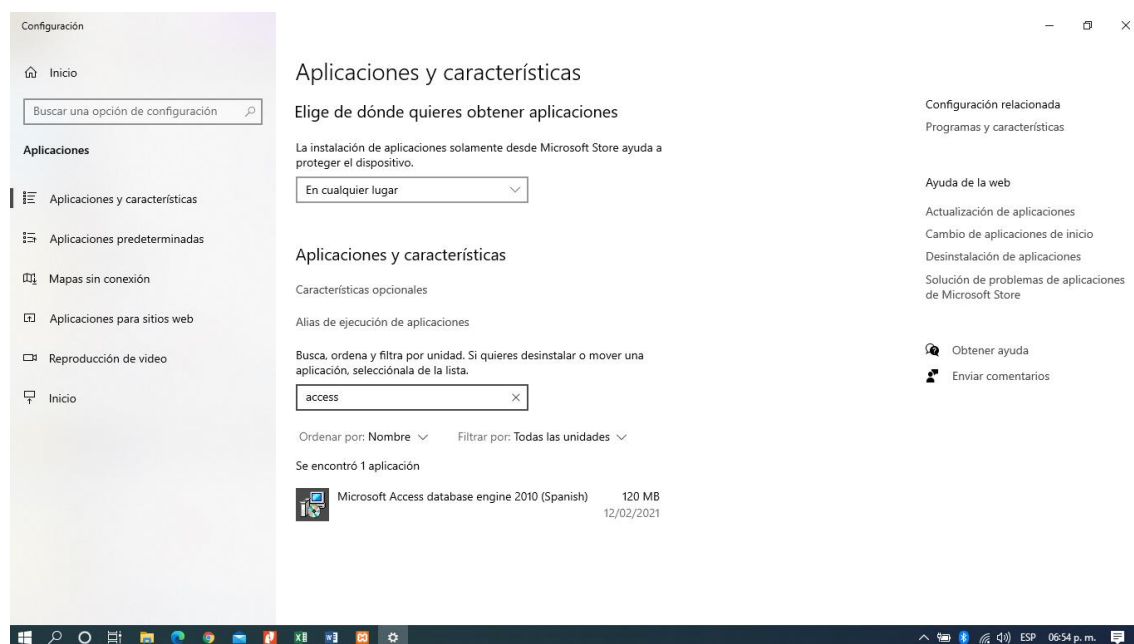 Configuración
Inicio
Buscar una opción de configuración
Aplicaciones
Aplicaciones y características
Aplicaciones predeterminadas
Mapas sin conexión
Aplicaciones para sitios web
Reproducción de video
Inicio
Aplicaciones y características
Elige de dónde quieres obtener aplicaciones
La instalación de aplicaciones solamente desde Microsoft Store ayuda a
proteger el dispositivo.
En cualquier lugar
Aplicaciones y características
Características opcionales
Alias de ejecución de aplicaciones
Busca, ordena y filtra por unidad. Si quieres desinstalar o mover una
aplicación, selecciónala de la lista.
access
Ordenar por: Nombre Filtrar por: Todas las unidades
Se encontró 1 aplicación
Microsoft Access database engine 2010 (Spanish) 120 MB
12/02/2021
Configuración relacionada
Programas y características
Ayuda de la web
Actualización de aplicaciones
Cambio de aplicaciones de inicio
Desinstalación de aplicaciones
Solución de problemas de aplicaciones
de Microsoft Store
Obtener ayuda
Enviar comentarios
ESP 06:54 p. m.